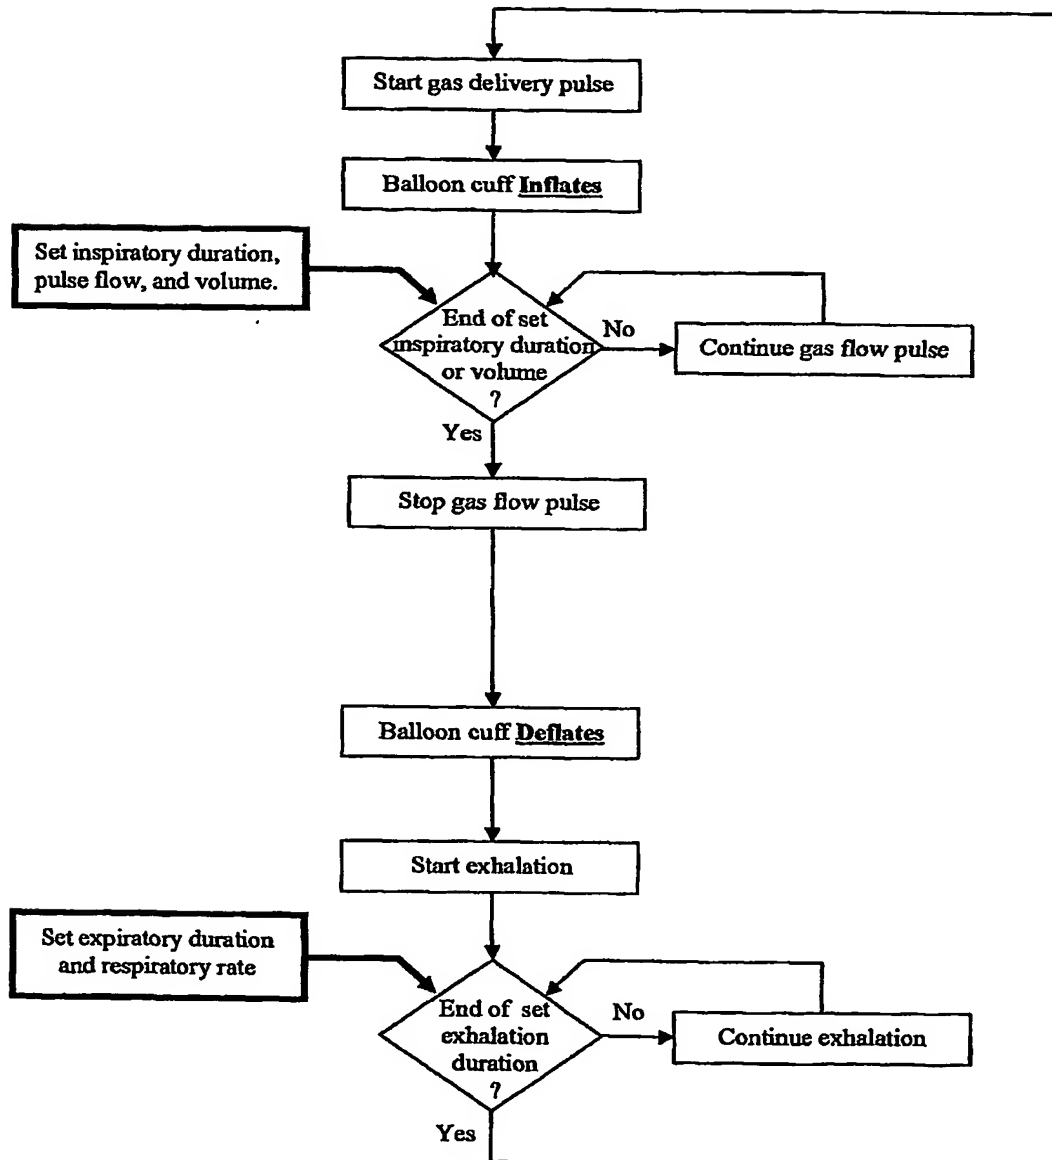 Start gas delivery pulse
Balloon cuff Inflates
Set inspiratory duration,
pulse flow, and volume.
End of set
inspiratory duration
or volume
?
No
Continue gas flow pulse
Yes
Stop gas flow pulse
Balloon cuff Deflates
Start exhalation
Set expiratory duration
and respiratory rate
End of set
exhalation
duration
?
No
Continue exhalation
Yes